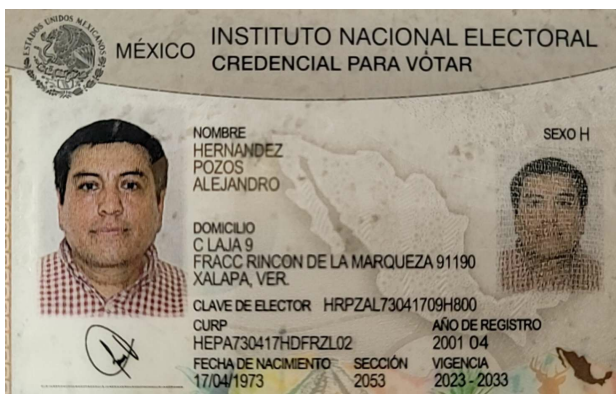 ESTADOS UNIDOS MEXICANOS
MÉXICO
INSTITUTO NACIONAL ELECTORAL
CREDENCIAL PARA VOTAR
NOMBRE
SEXO H
HERNANDEZ
POZOS
ALEJANDRO
DOMICILIO
C LAJA 9
FRACC RINCON DE LA MARQUEZA 91190
XALAPA, VER.
CLAVE DE ELECTOR HRPZAL73041709H800
CURP
AÑO DE REGISTRO
HEPA730417HDFRZL02
2001 04
FECHA DE NACIMIENTO SECCIÓN VIGENCIA
17/04/1973 2053 2023 - 2033